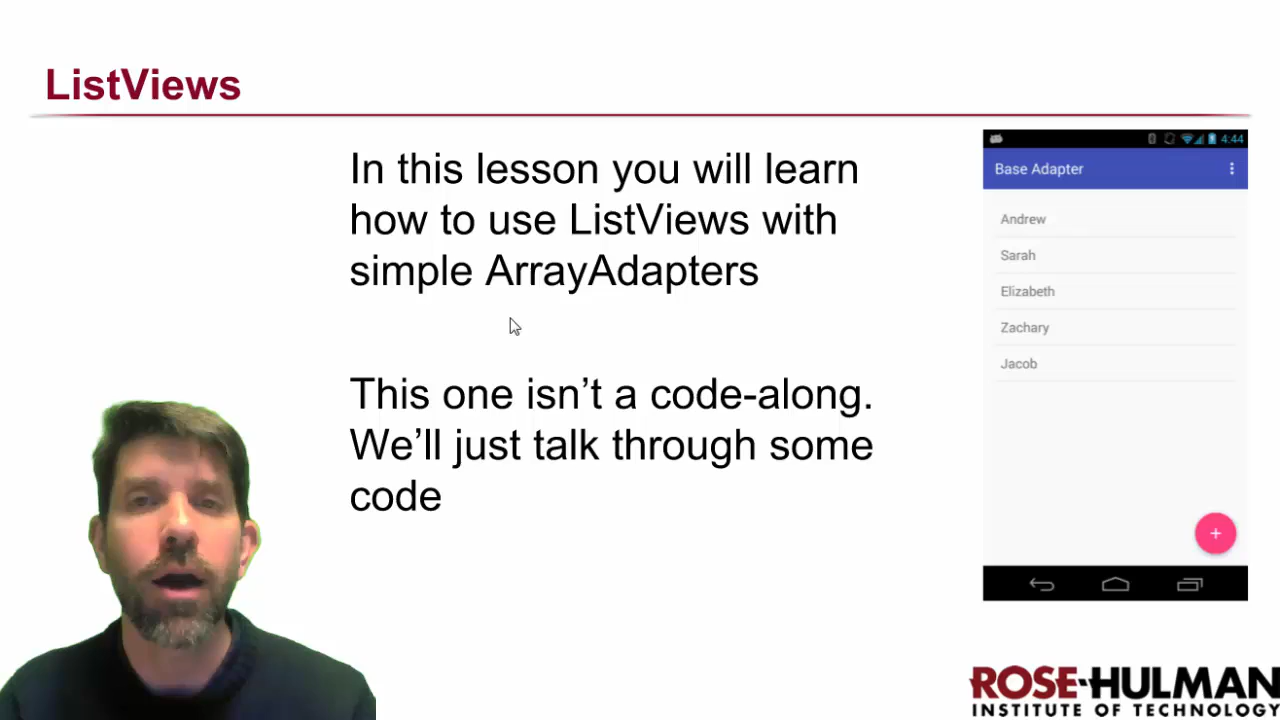 ListViews
In this lesson you will learn
how to use ListViews with
simple ArrayAdapters
This one isn't a code-along.
We'll just talk through some
code
4:44
Base Adapter
Andrew
Sarah
Elizabeth
Zachary
Jacob
+
ROSE-HULMAN
INSTITUTE OF TECHNOLOGY